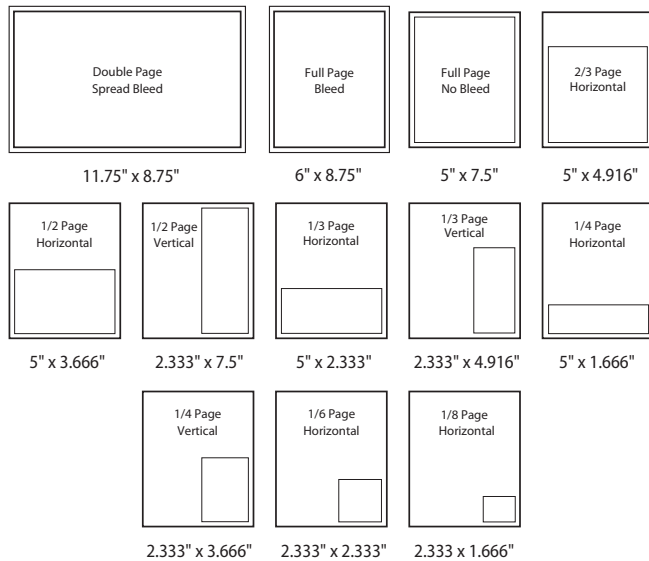 Double Page
Spread Bleed
11.75" x 8.75"
Full Page
Bleed
6" x 8.75"
Full Page
No Bleed
5" x 7.5"
2/3 Page
Horizontal
5" x 4.916"
1/2 Page
Horizontal
5" x 3.666"
1/2 Page
Vertical
2.333" x 7.5"
1/3 Page
Horizontal
5" x 2.333"
1/3 Page
Vertical
2.333" x 4.916"
1/4 Page
Horizontal
5" x 1.666"
1/4 Page
Vertical
2.333" x 3.666"
1/6 Page
Horizontal
2.333" x 2.333"
1/8 Page
Horizontal
2.333 x 1.666"